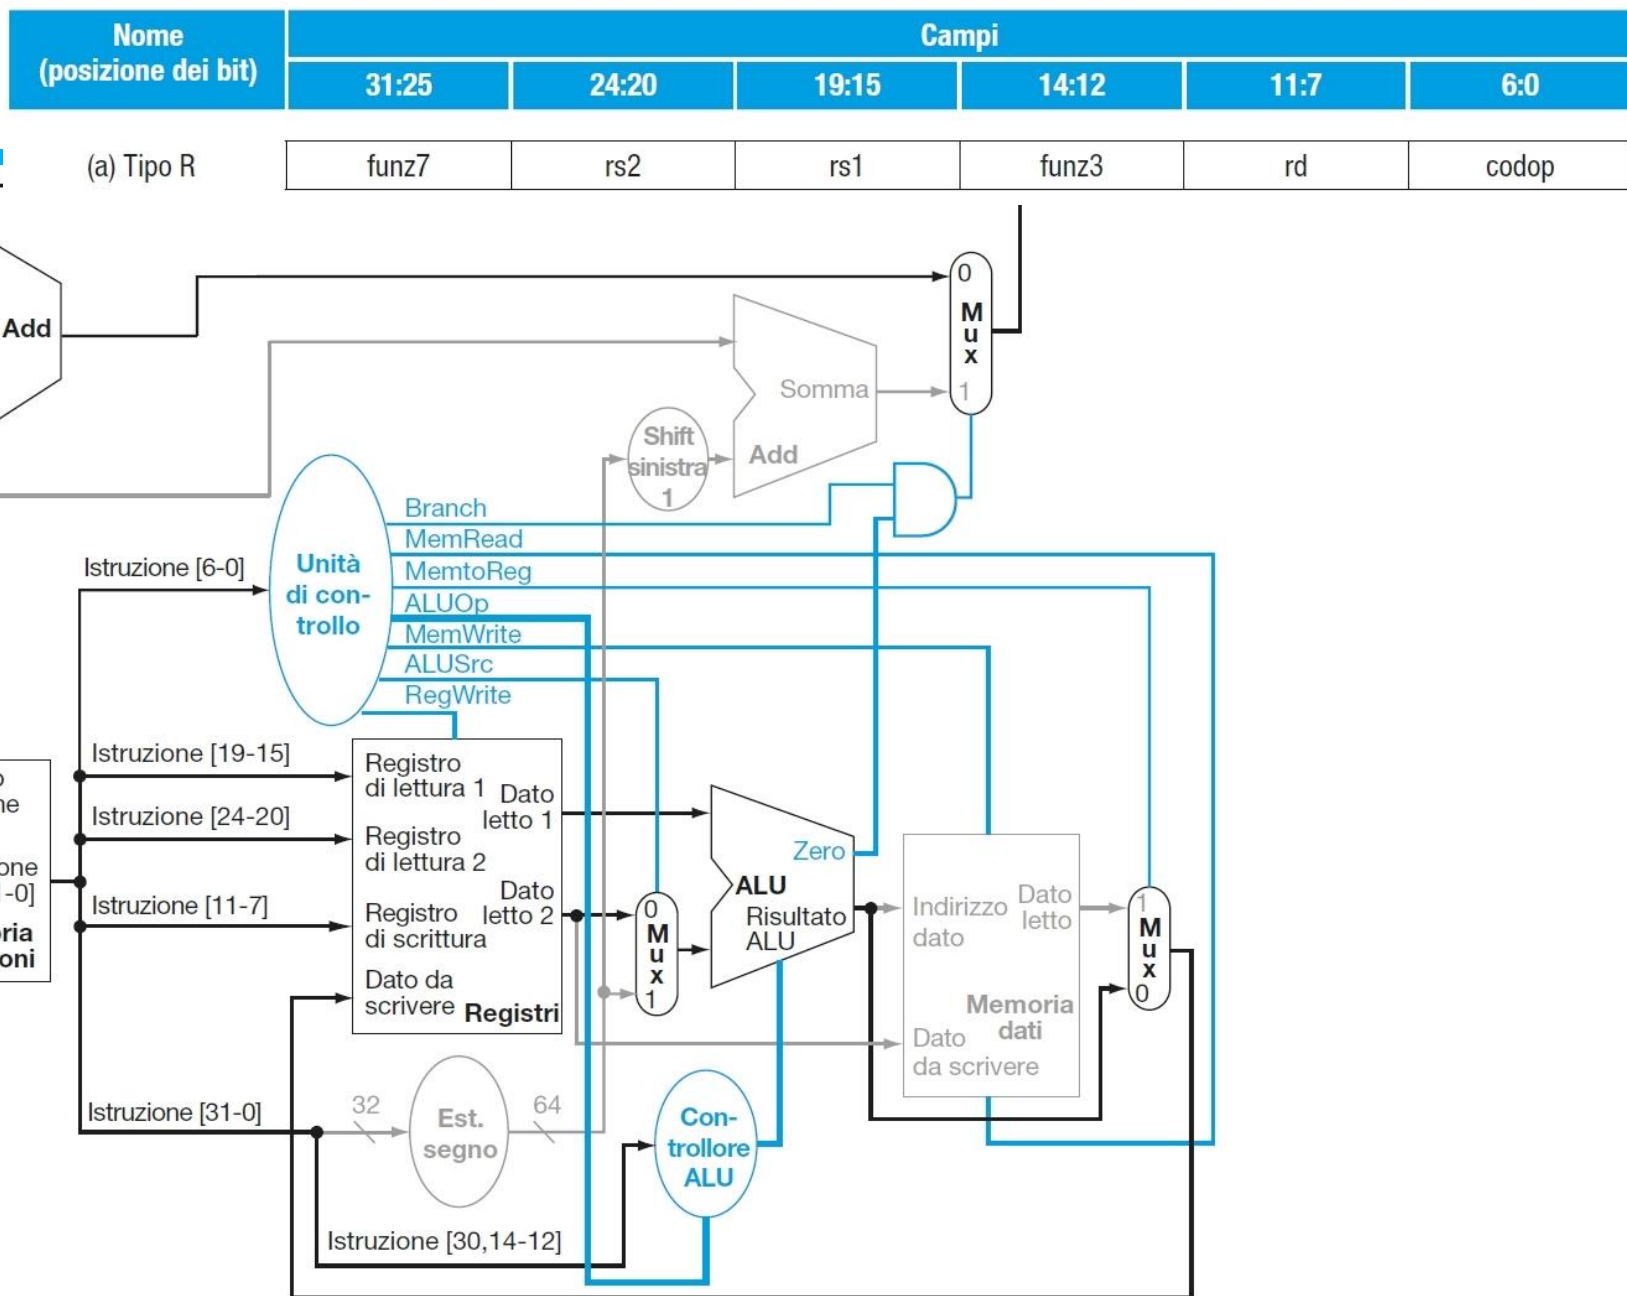 Nome
(posizione dei bit)
Campi
31:25
24:20
19:15
14:12
11:7
6:0
(a) Tipo R
funz7
rs2
rs1
funz3
rd
codop
Add
0
Mux
1
Somma
Add
Shift
sinistra
1
Branch
MemRead
MemtoReg
ALUOp
MemWrite
ALUSrc
RegWrite
Unità
di con-
trollo
Istruzione [6-0]
Istruzione [19-15]
Istruzione [24-20]
Istruzione [11-7]
Istruzione [31-0]
Registro
di lettura 1
Dato
letto 1
Registro
di lettura 2
Dato
letto 2
Registro
di scrittura
Dato da
scrivere
Registri
0
Mux
1
Zero
ALU
Risultato
ALU
Indirizzo
dato
Dato
letto
Memoria
dati
Dato
da scrivere
1
Mux
0
32
Est.
segno
64
Con-
trollore
ALU
Istruzione [30,14-12]